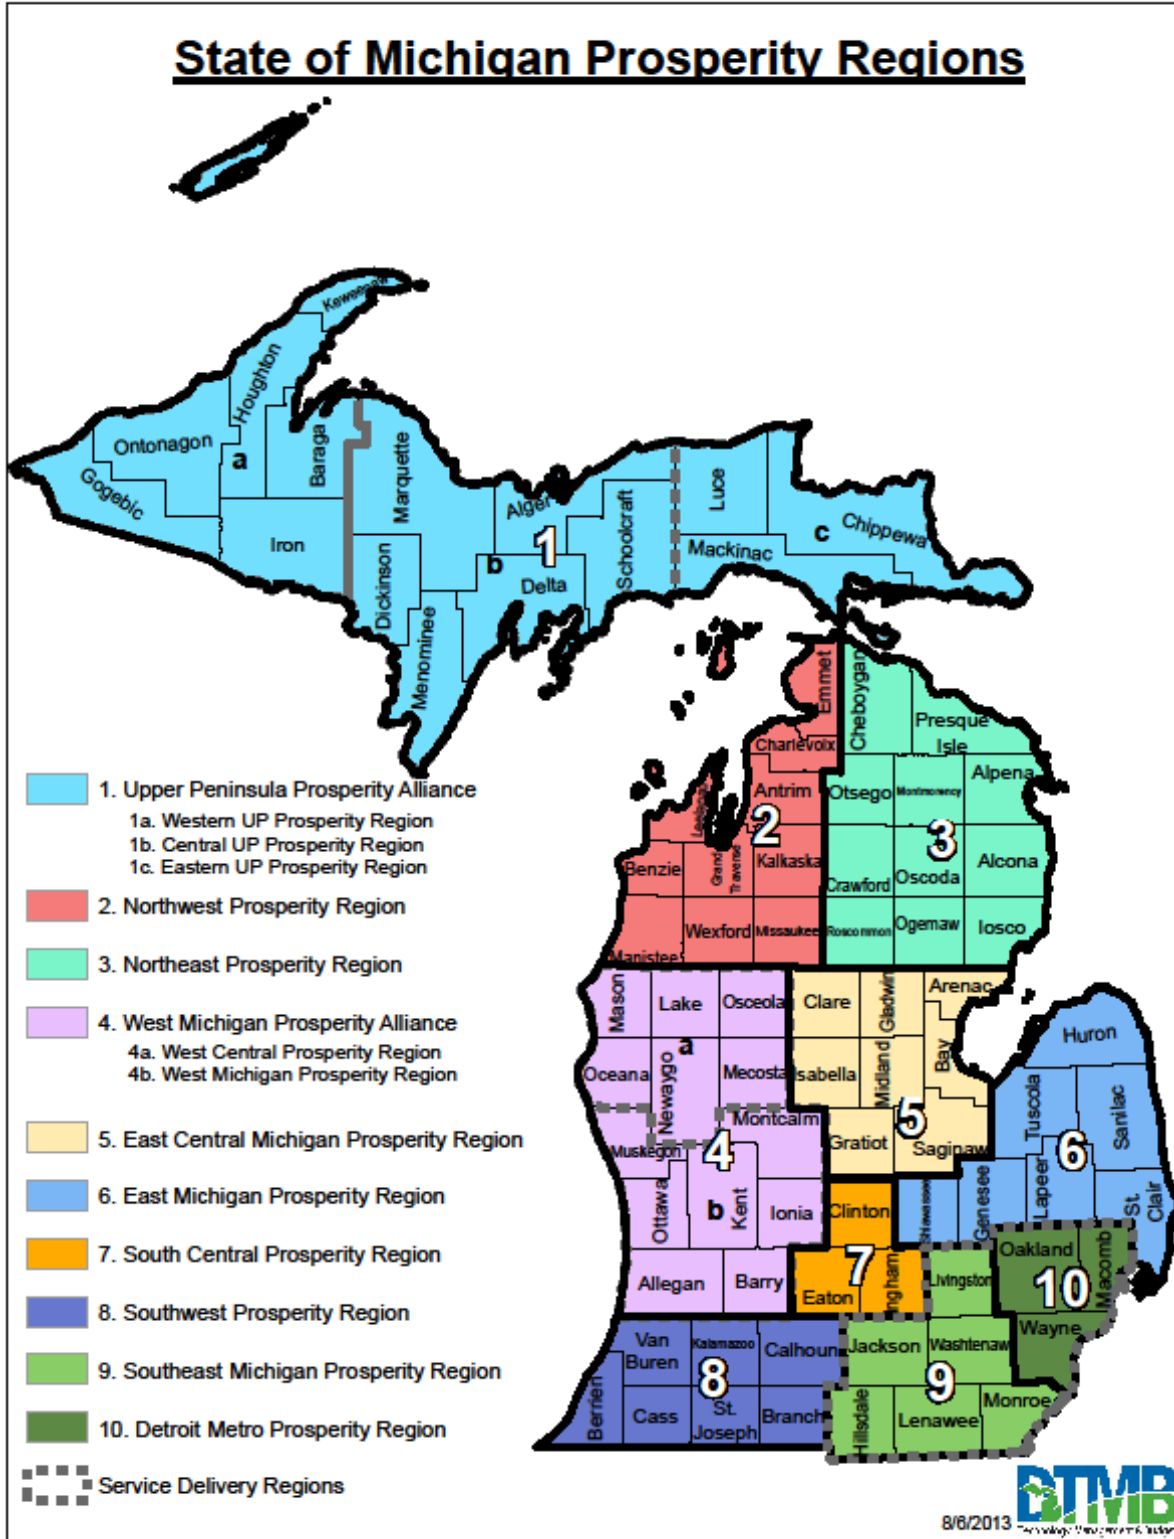 State of Michigan Prosperity Regions
Keweenaw
Houghton
Ontonagon
Baraga
a
Gogebic
Marquette
Iron
Alger
Luce
Schoolcraft
Chippewa
c
1
Mackinac
b
Delta
Dickinson
Menominee
Emmet
Cheboygan
Presque
Isle
Charlevoix
Alpena
Antrim
Otsego
Montmorency
Leelanau
2
3
Benzie
Grand
Traverse
Kalkaska
Crawford
Oscoda
Alcona
Manistee
Wexford
Missaukee
Roscommon
Ogemaw
Iosco
1. Upper Peninsula Prosperity Alliance
1a. Western UP Prosperity Region
1b. Central UP Prosperity Region
1c. Eastern UP Prosperity Region
2. Northwest Prosperity Region
3. Northeast Prosperity Region
4. West Michigan Prosperity Alliance
4a. West Central Prosperity Region
4b. West Michigan Prosperity Region
5. East Central Michigan Prosperity Region
6. East Michigan Prosperity Region
7. South Central Prosperity Region
8. Southwest Prosperity Region
9. Southeast Michigan Prosperity Region
10. Detroit Metro Prosperity Region
Service Delivery Regions
Mason
Lake
Osceola
Clare
Gladwin
Arenac
a
Oceana
Newaygo
Mecosta
Isabella
Midland
Bay
Huron
Tuscola
Sanilac
Montcalm
5
Muskegon
4
Gratiot
Saginaw
6
Ottawa
b
Kent
Ionia
Clinton
Shiawassee
Genesee
Lapeer
St.
Clair
Allegan
Barry
Eaton
7
Ingham
Livingston
Oakland
10
Macomb
Van
Buren
Kalamazoo
Calhoun
Jackson
Washtenaw
Wayne
8
9
Berrien
Cass
St.
Joseph
Branch
Hillsdale
Lenawee
Monroe
8/6/2013
DTMB
Technology, Management & Budget